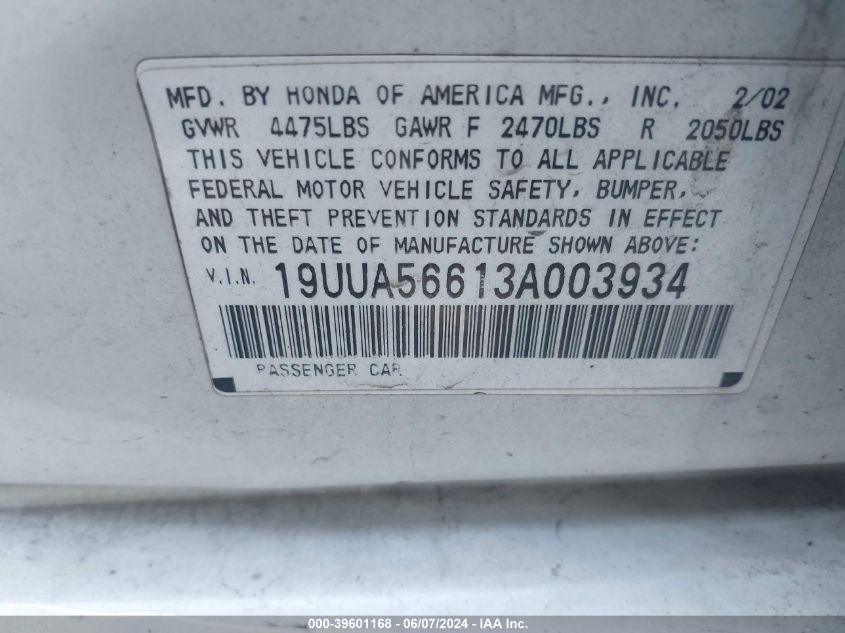 MFD. BY HONDA OF AMERICA MFG., INC. 2/02
GVWR 4475LBS GAWR F 2470LBS R 2050LBS
THIS VEHICLE CONFORMS TO ALL APPLICABLE
FEDERAL MOTOR VEHICLE SAFETY, BUMPER,
AND THEFT PREVENTION STANDARDS IN EFFECT
ON THE DATE OF MANUFACTURE SHOWN ABOVE:
V.I.N. 19UUA56613A003934
PASSENGER CAR
000-39601168 - 06/07/2024 - IAA Inc.